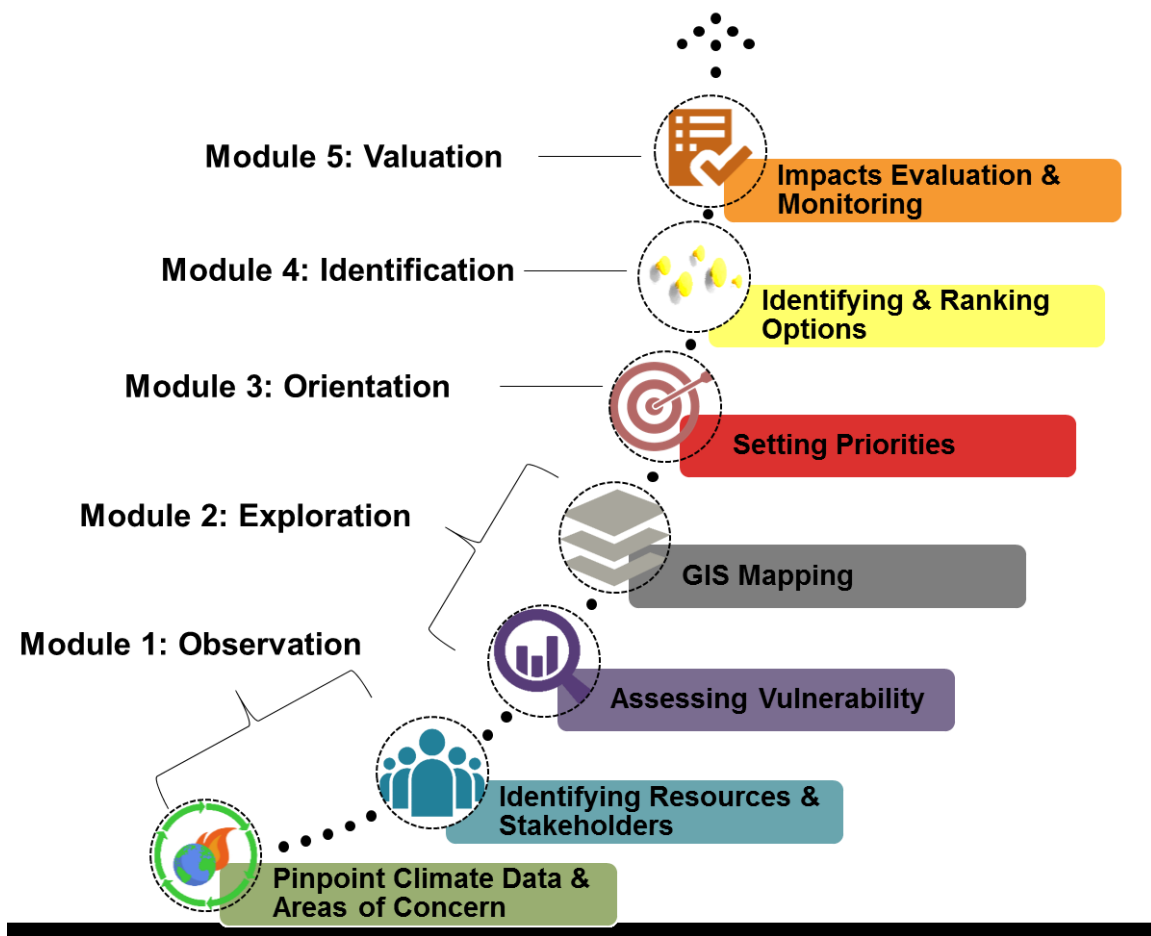 Module 5: Valuation
Impacts Evaluation &
Monitoring
Module 4: Identification
Identifying & Ranking
Options
Module 3: Orientation
Setting Priorities
Module 2: Exploration
GIS Mapping
Module 1: Observation
Assessing Vulnerability
Identifying Resources &
Stakeholders
Pinpoint Climate Data &
Areas of Concern